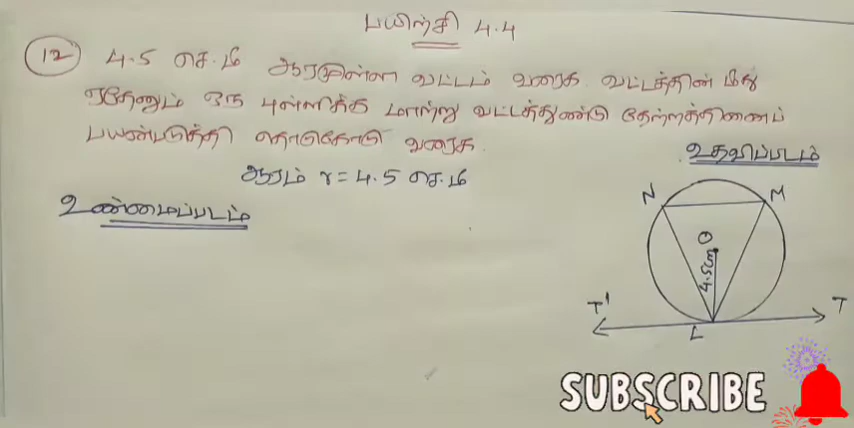 பயிற்சி 4.4
12 4.5 செ.மீ ஆரமுள்ள வட்டம் வரைக. வட்டத்தின் மீது
ஏதேனும் ஒரு புள்ளிக்கு மாற்று வட்டத்துண்டு தேற்றத்தினைப்
பயன்படுத்தி தொடுகோடு வரைக.
உதவிப்படம்
ஆரம் r = 4.5 செ.மீ
உண்மைப்படம்
N M
O
4.5cm
T' T
L
SUBSCRIBE